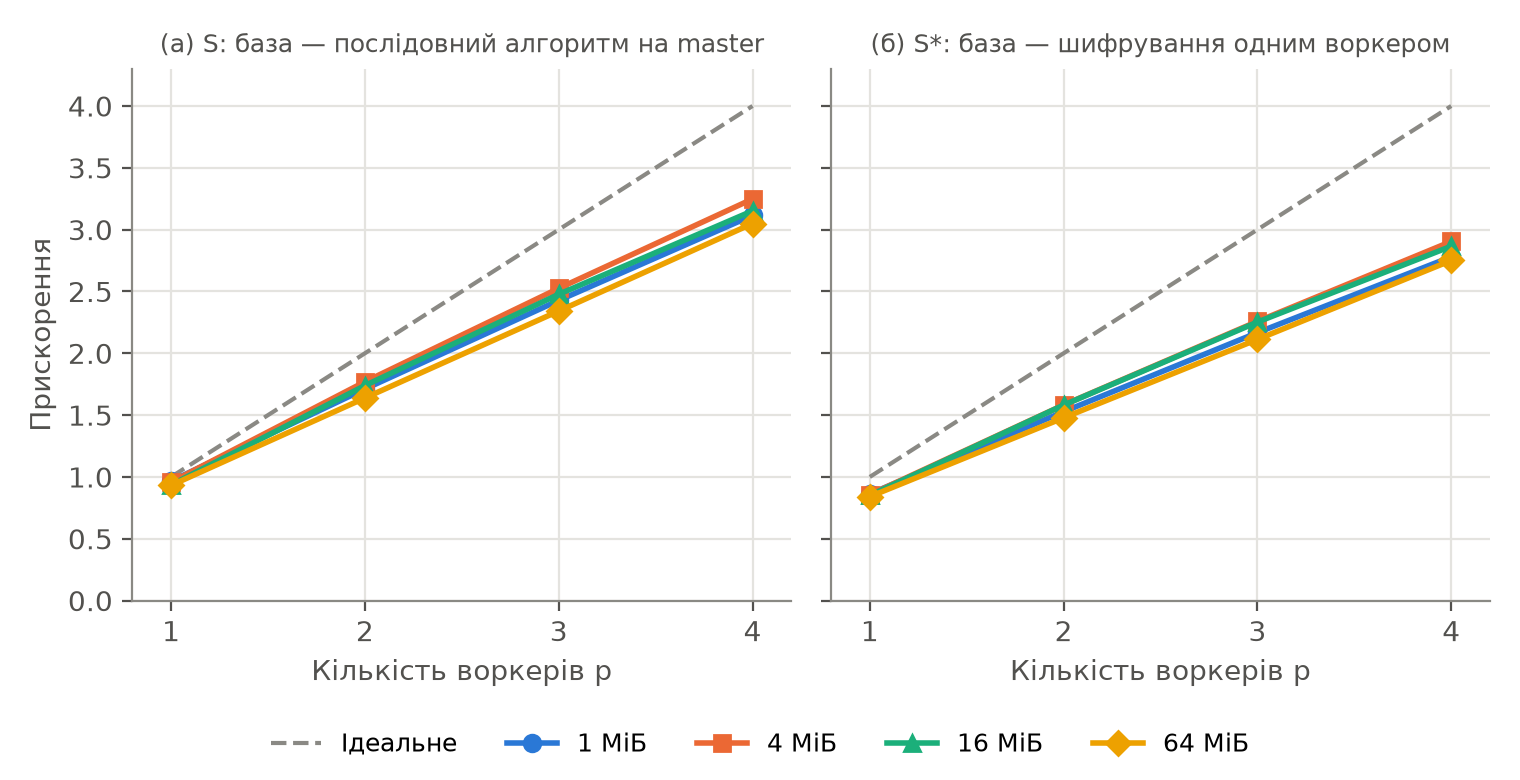 (а) S: база — послідовний алгоритм на master
(б) S*: база — шифрування одним воркером
Прискорення
4.0
3.5
3.0
2.5
2.0
1.5
1.0
0.5
0.0
1 2 3 4
1 2 3 4
Кількість воркерів p
Кількість воркерів p
Ідеальне
1 МіБ
4 МіБ
16 МіБ
64 МіБ